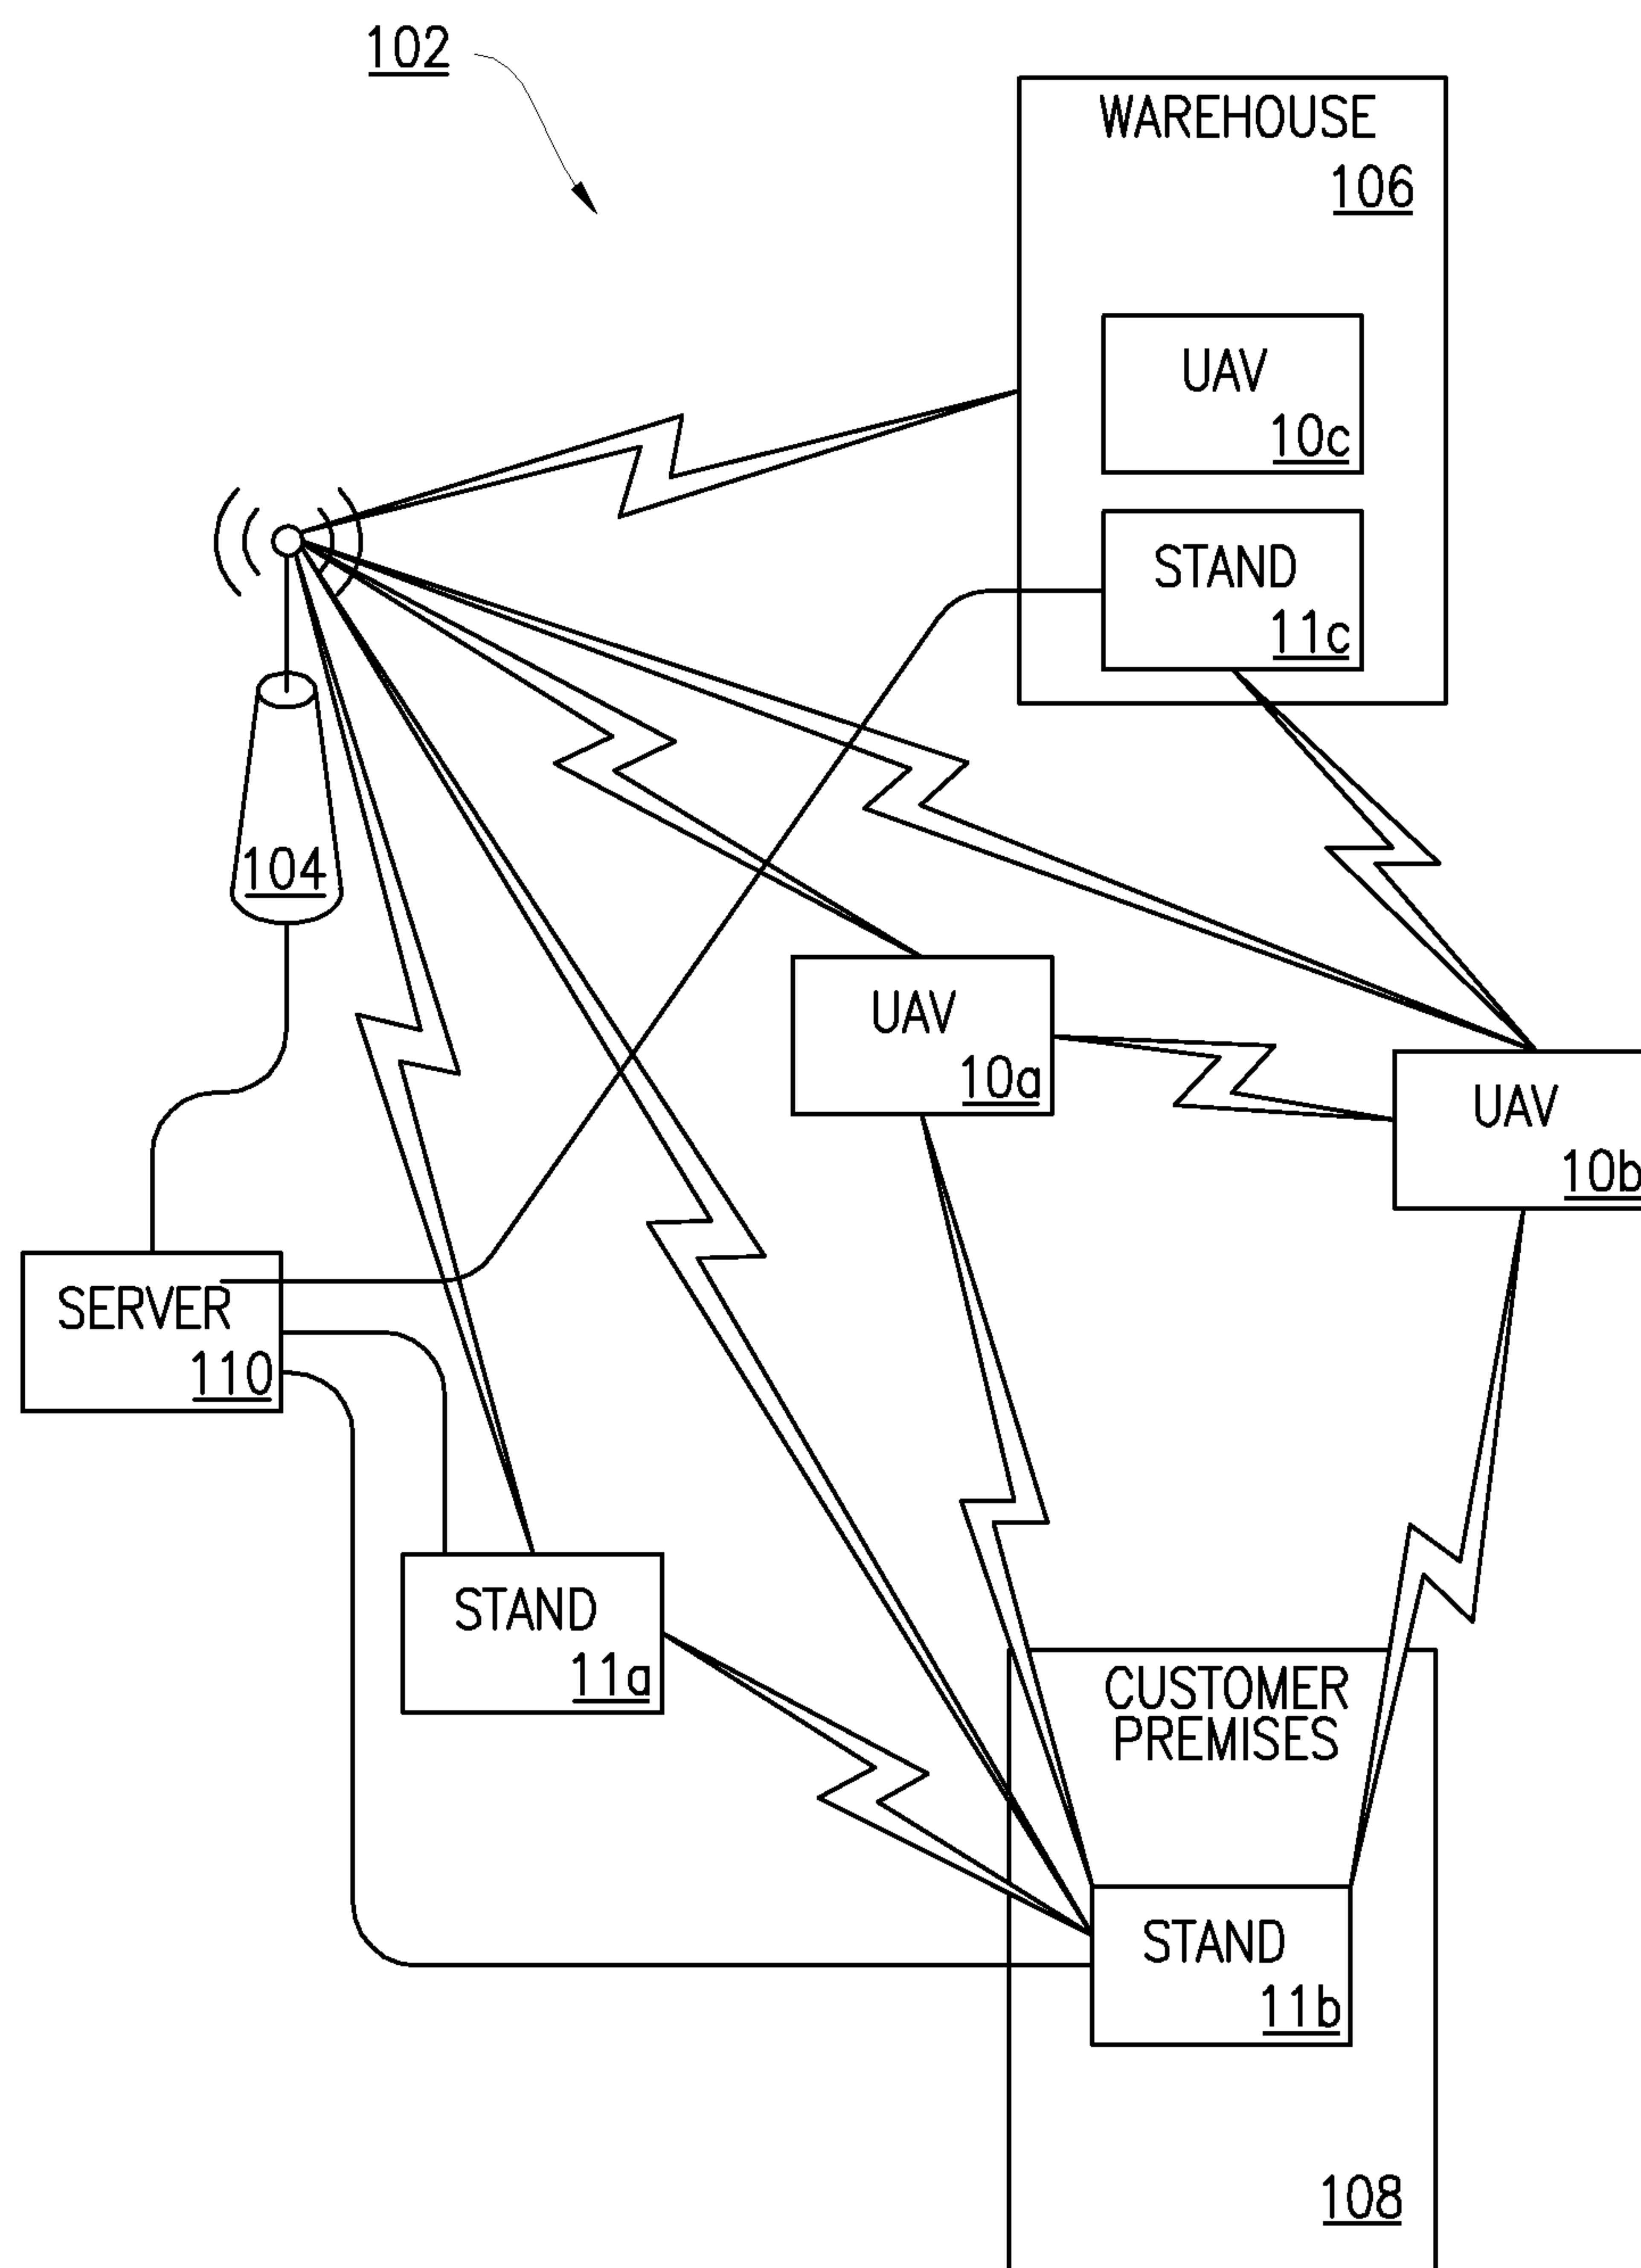 102
WAREHOUSE
106
UAV
10c
STAND
11c
104
UAV
10a
UAV
10b
SERVER
110
STAND
11a
CUSTOMER
PREMISES
STAND
11b
108